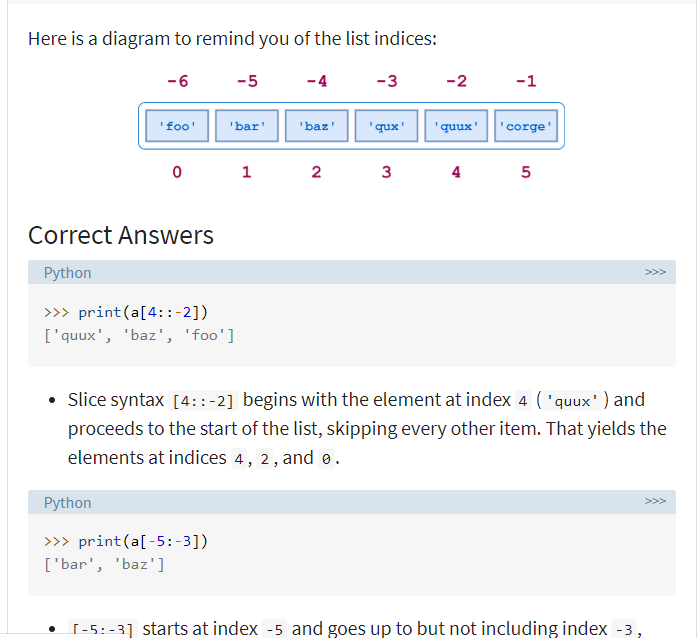 Here is a diagram to remind you of the list indices:
-6 -5 -4 -3 -2 -1
'foo' 'bar' 'baz' 'qux' 'quux' 'corge'
0 1 2 3 4 5
Correct Answers
Python >>>
>>> print(a[4::-2])
['quux', 'baz', 'foo']
• Slice syntax [4::-2] begins with the element at index 4 ('quux') and
proceeds to the start of the list, skipping every other item. That yields the
elements at indices 4, 2, and 0.
Python >>>
>>> print(a[-5:-3])
['bar', 'baz']
• [-5:-3] starts at index -5 and goes up to but not including index -3,